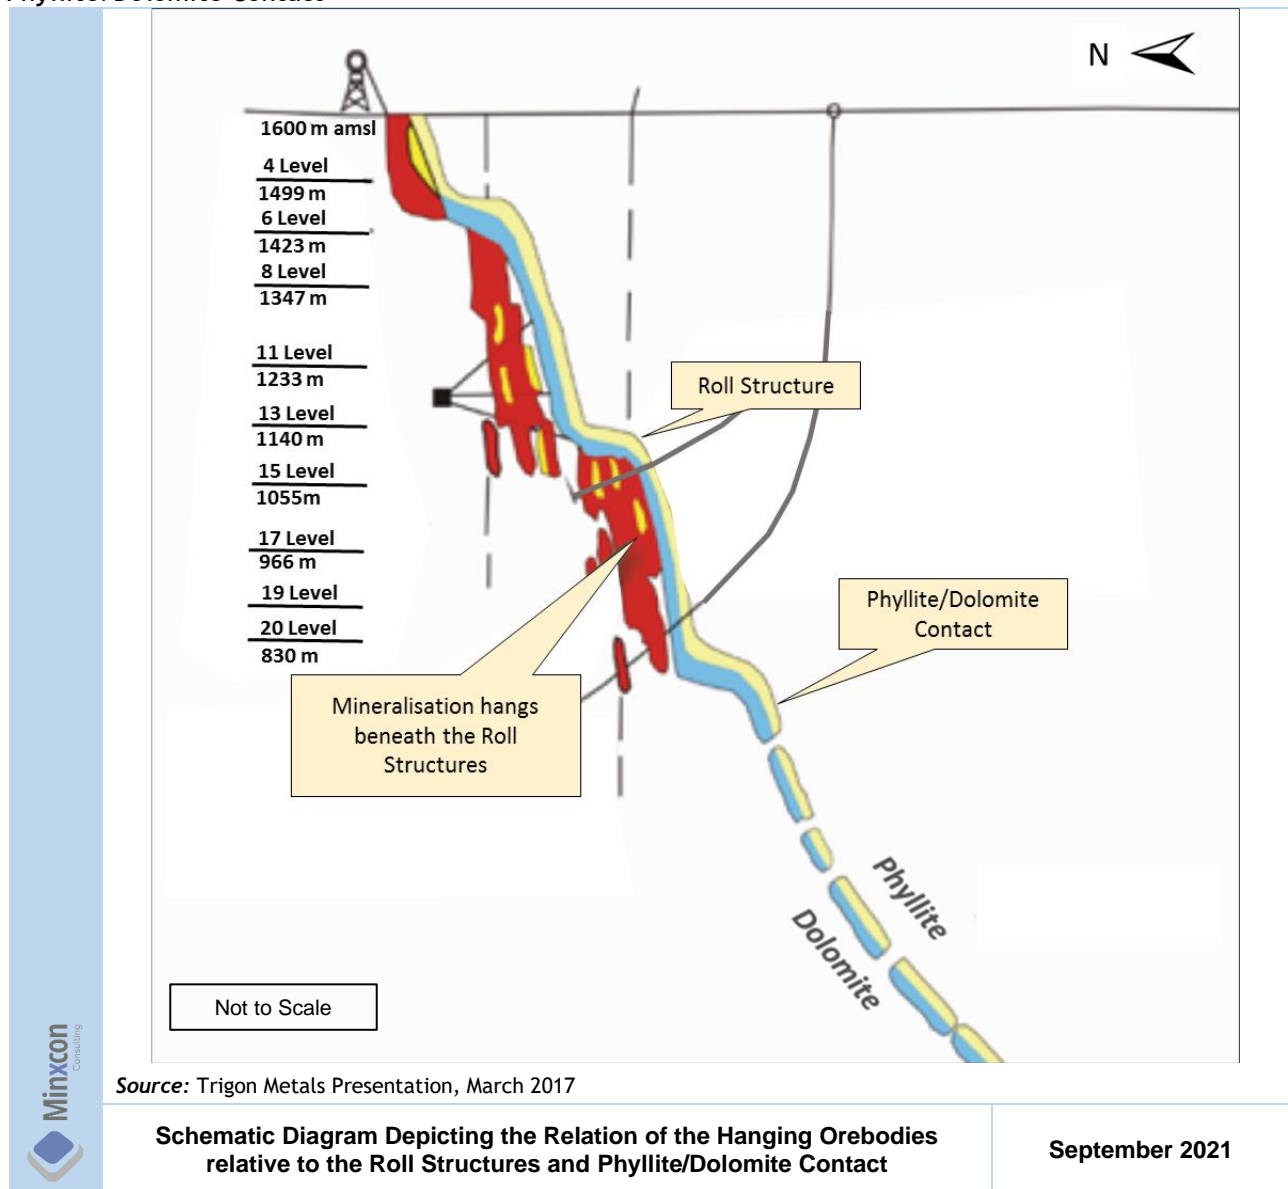 Phyllite/Dolomite Contact
N
1600 m amsl
4 Level
1499 m
6 Level
1423 m
8 Level
1347 m
11 Level
1233 m
13 Level
1140 m
15 Level
1055m
17 Level
966 m
19 Level
20 Level
830 m
Roll Structure
Phyllite/Dolomite
Contact
Mineralisation hangs
beneath the Roll
Structures
Phyllite
Dolomite
Not to Scale
Minxcon
Consulting
Source: Trigon Metals Presentation, March 2017
Schematic Diagram Depicting the Relation of the Hanging Orebodies
relative to the Roll Structures and Phyllite/Dolomite Contact
September 2021